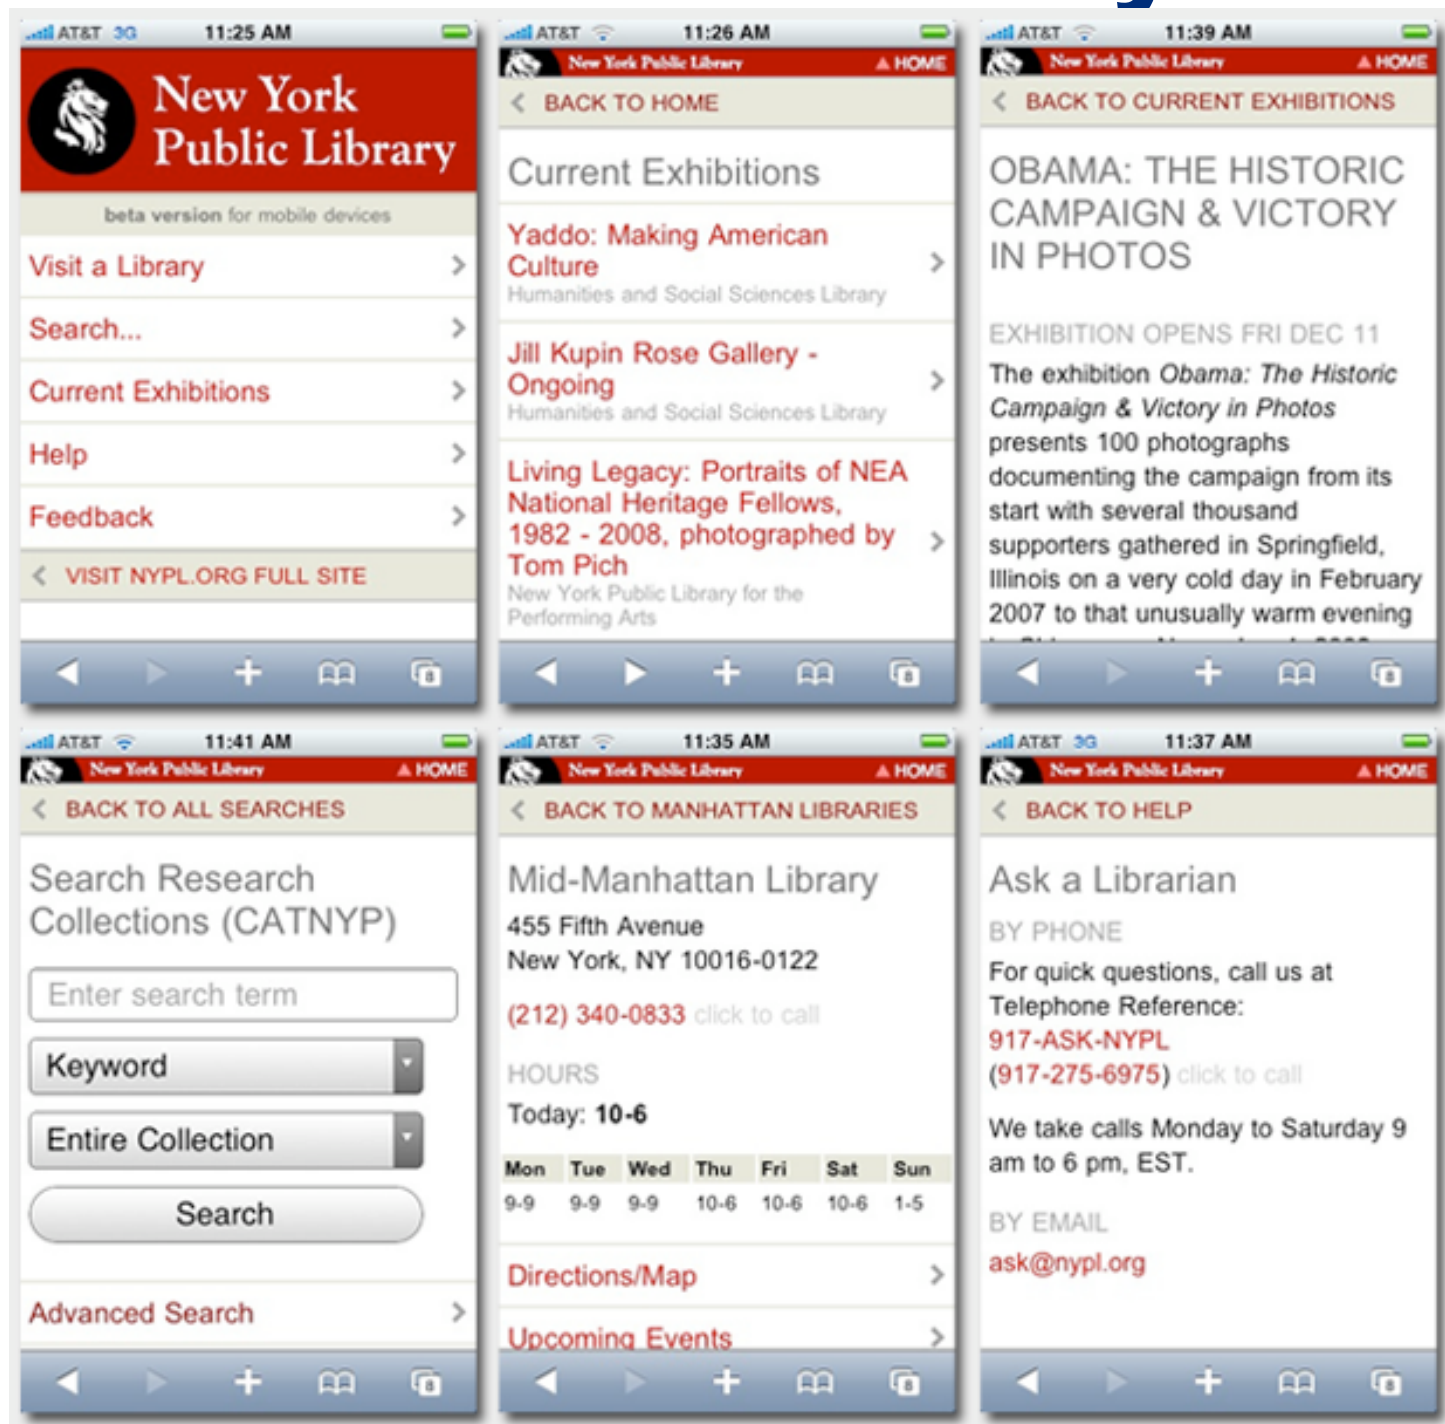 AT&T 3G 11:25 AM
New York
Public Library
beta version for mobile devices
Visit a Library
Search...
Current Exhibitions
Help
Feedback
VISIT NYPL.ORG FULL SITE
8
AT&T 11:26 AM
New York Public Library HOME
BACK TO HOME
Current Exhibitions
Yaddo: Making American
Culture
Humanities and Social Sciences Library
Jill Kupin Rose Gallery -
Ongoing
Humanities and Social Sciences Library
Living Legacy: Portraits of NEA
National Heritage Fellows,
1982 - 2008, photographed by
Tom Pich
New York Public Library for the
Performing Arts
8
AT&T 11:39 AM
New York Public Library HOME
BACK TO CURRENT EXHIBITIONS
OBAMA: THE HISTORIC
CAMPAIGN & VICTORY
IN PHOTOS
EXHIBITION OPENS FRI DEC 11
The exhibition Obama: The Historic
Campaign & Victory in Photos
presents 100 photographs
documenting the campaign from its
start with several thousand
supporters gathered in Springfield,
Illinois on a very cold day in February
2007 to that unusually warm evening
8
AT&T 11:41 AM
New York Public Library HOME
BACK TO ALL SEARCHES
Search Research
Collections (CATNYP)
Enter search term
Keyword
Entire Collection
Search
Advanced Search
8
AT&T 11:35 AM
New York Public Library HOME
BACK TO MANHATTAN LIBRARIES
Mid-Manhattan Library
455 Fifth Avenue
New York, NY 10016-0122
(212) 340-0833 click to call
HOURS
Today: 10-6
Mon Tue Wed Thu Fri Sat Sun
9-9 9-9 9-9 10-6 10-6 10-6 1-5
Directions/Map
Upcoming Events
8
AT&T 3G 11:37 AM
New York Public Library HOME
BACK TO HELP
Ask a Librarian
BY PHONE
For quick questions, call us at
Telephone Reference:
917-ASK-NYPL
(917-275-6975) click to call
We take calls Monday to Saturday 9
am to 6 pm, EST.
BY EMAIL
ask@nypl.org
8